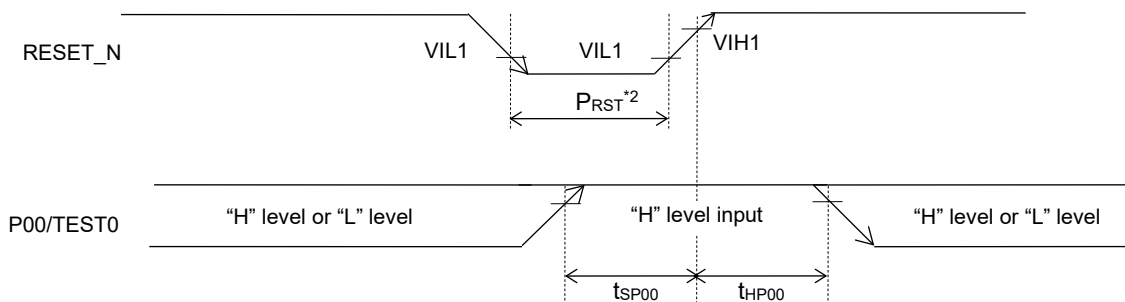 RESET_N
VIL1
VIL1
VIH1
PRST*2
P00/TEST0
“H” level or “L” level
“H” level input
“H” level or “L” level
tSP00
tHP00